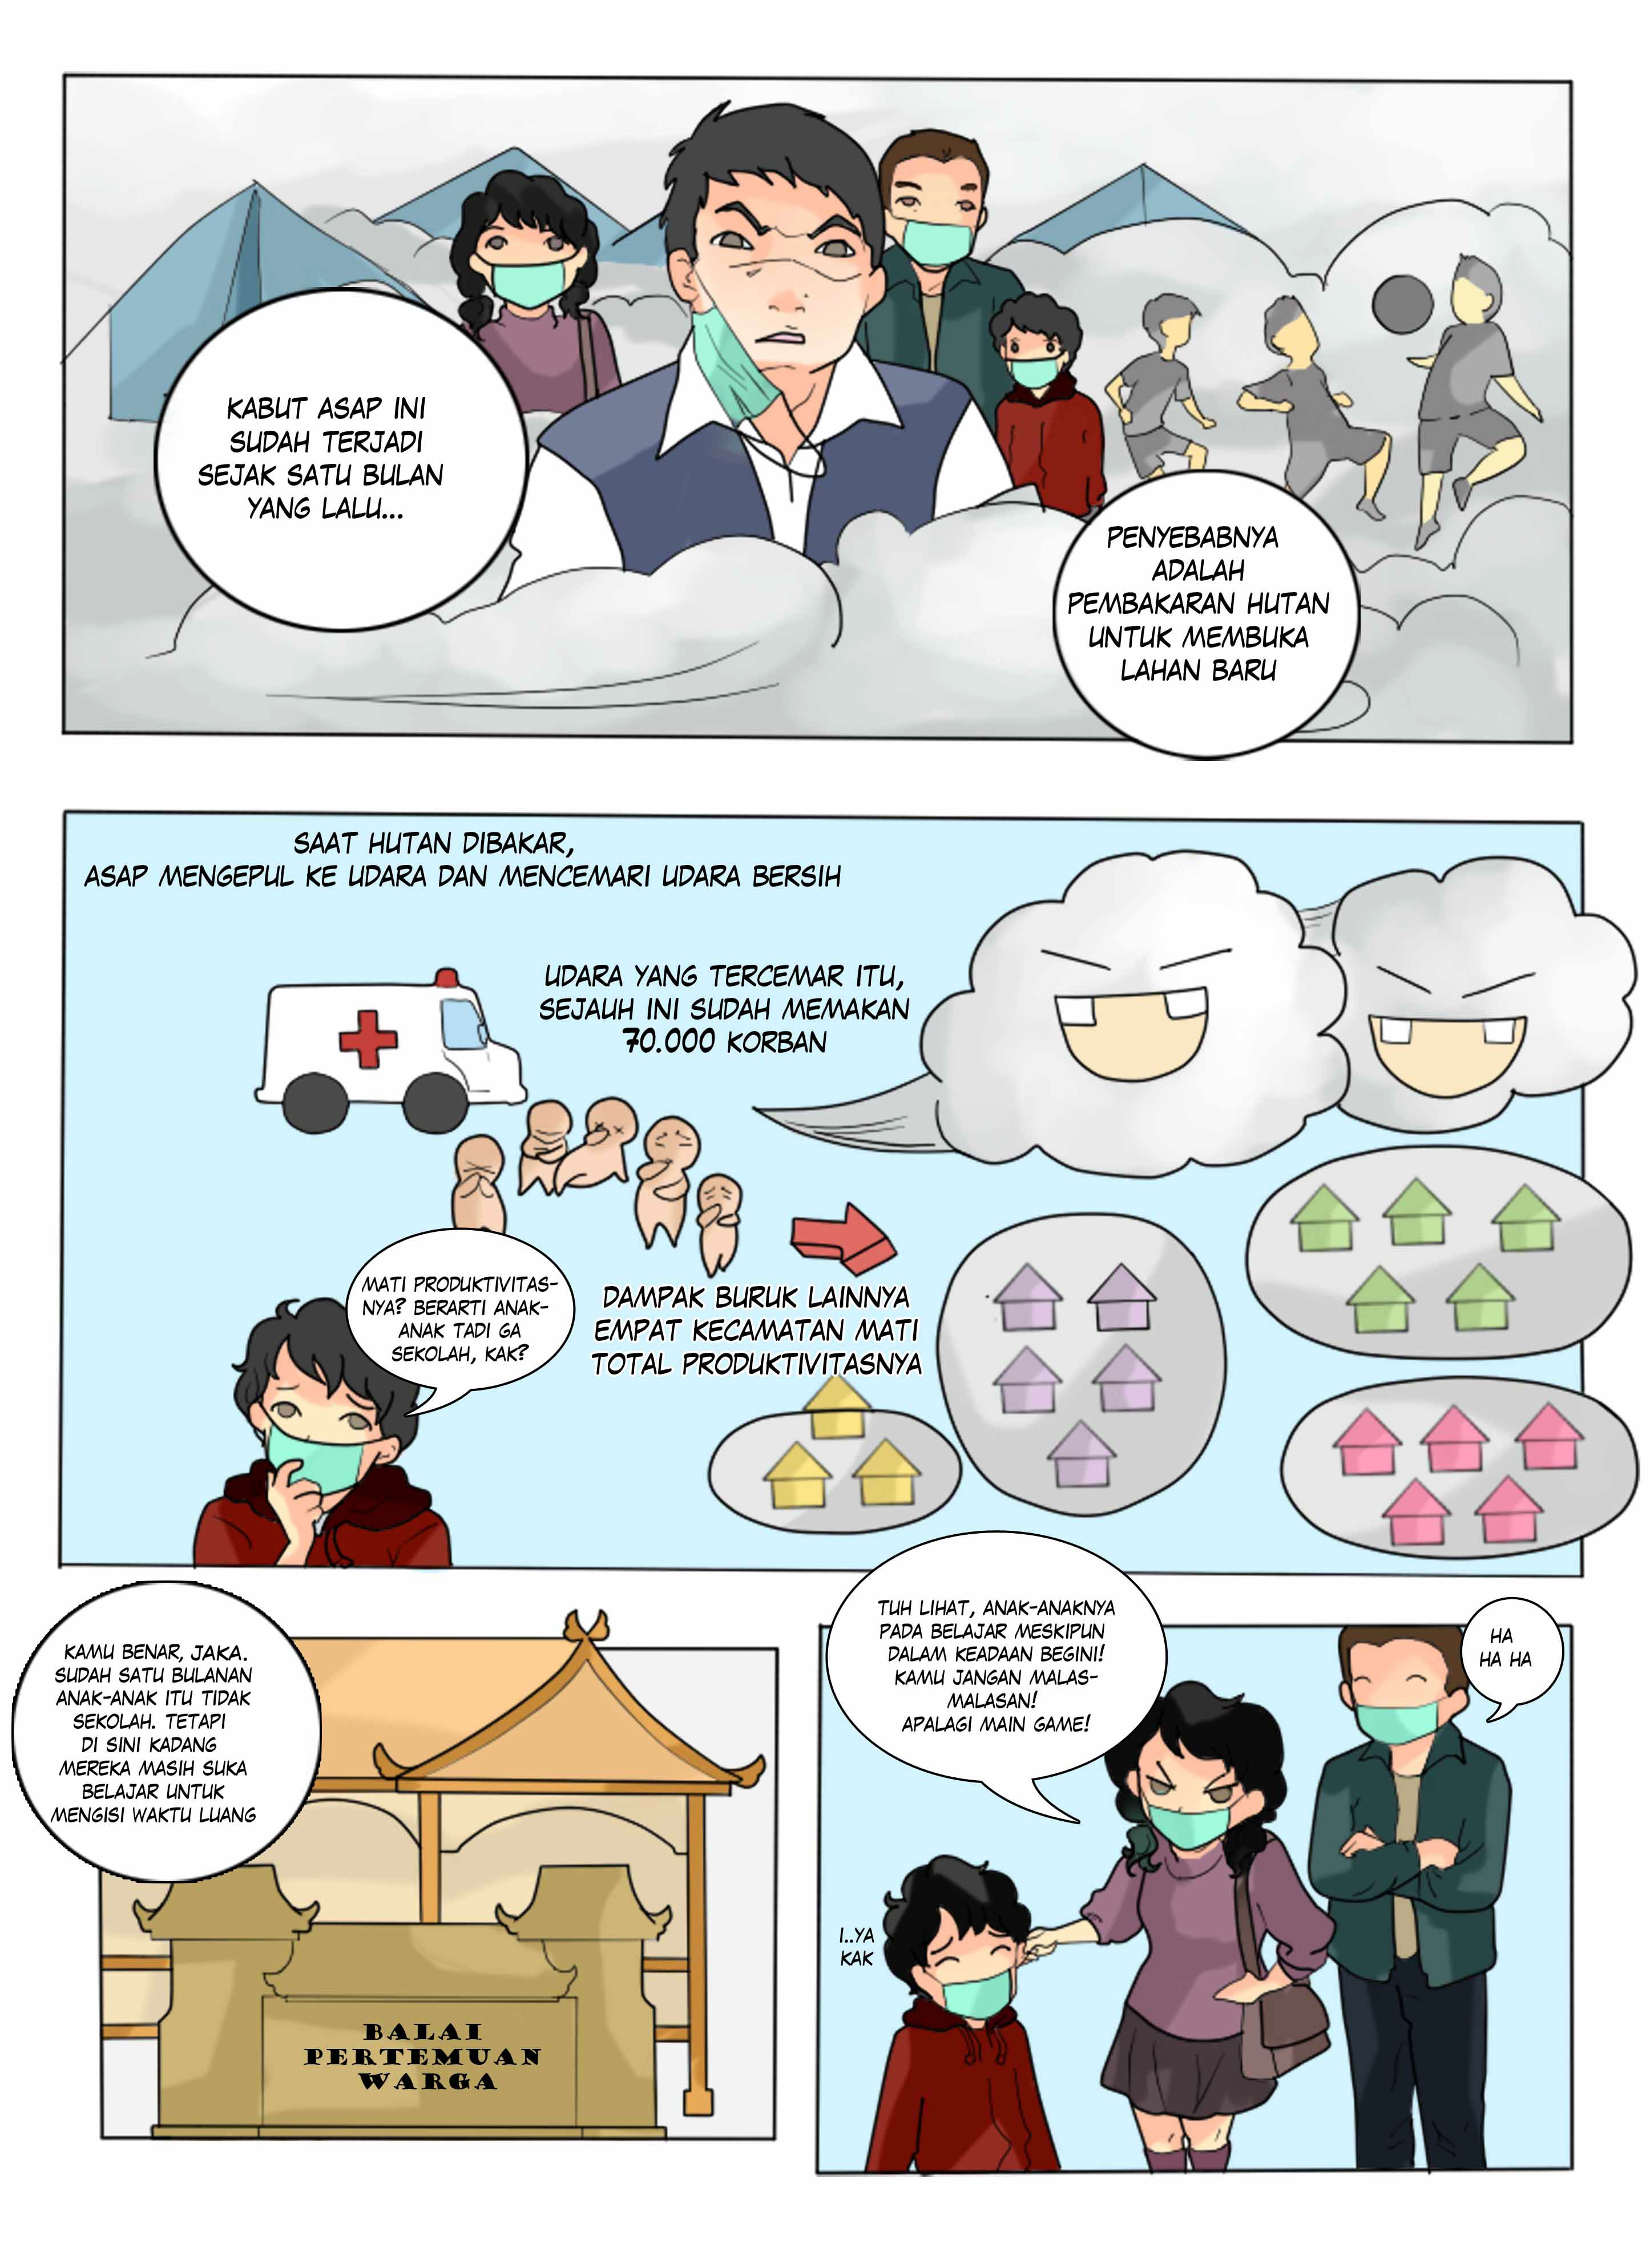 KABUT ASAP INI
SUDAH TERJADI
SEJAK SATU BULAN
YANG LALU...
PENYEBABNYA
ADALAH
PEMBAKARAN HUTAN
UNTUK MEMBUKA
LAHAN BARU
SAAT HUTAN DIBAKAR,
ASAP MENGEPUL KE UDARA DAN MENCEMARI UDARA BERSIH
UDARA YANG TERCEMAR ITU,
SEJAUH INI SUDAH MEMAKAN
70.000 KORBAN
DAMPAK BURUK LAINNYA
EMPAT KECAMATAN MATI
TOTAL PRODUKTIVITASNYA
MATI PRODUKTIVITAS-
NYA? BERARTI ANAK-
ANAK TADI GA
SEKOLAH, KAK?
KAMU BENAR, JAKA.
SUDAH SATU BULANAN
ANAK-ANAK ITU TIDAK
SEKOLAH. TETAPI
DI SINI KADANG
MEREKA MASIH SUKA
BELAJAR UNTUK
MENGISI WAKTU LUANG
BALAI
PERTEMUAN
WARGA
TUH LIHAT, ANAK-ANAKNYA
PADA BELAJAR MESKIPUN
DALAM KEADAAN BEGINI!
KAMU JANGAN MALAS-
MALASAN!
APALAGI MAIN GAME!
HA
HA HA
I..YA
KAK